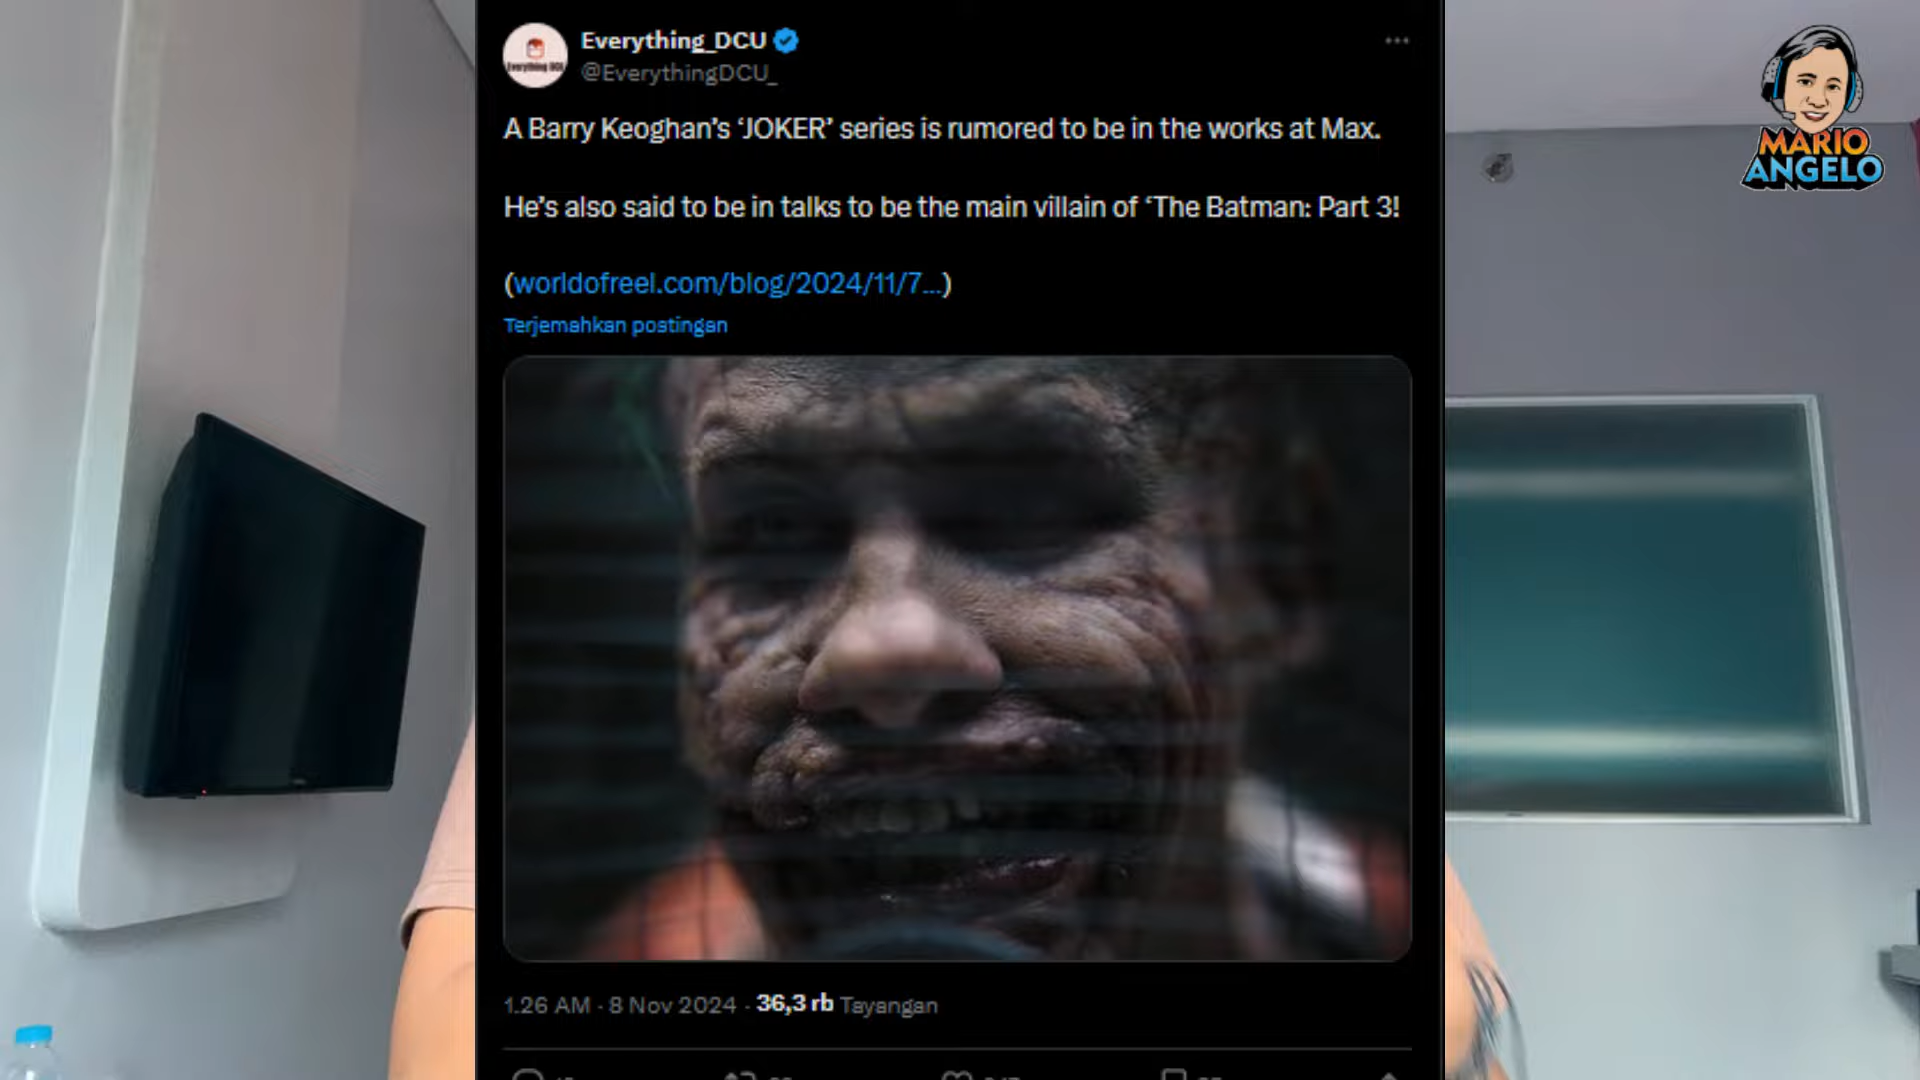 Everything_DCU
@EverythingDCU_
A Barry Keoghan's 'JOKER' series is rumored to be in the works at Max.
He's also said to be in talks to be the main villain of 'The Batman: Part 3!
(worldofreel.com/blog/2024/11/7...)
Terjemahkan postingan
1.26 AM · 8 Nov 2024 · 36,3 rb Tayangan
MARIO
ANGELO